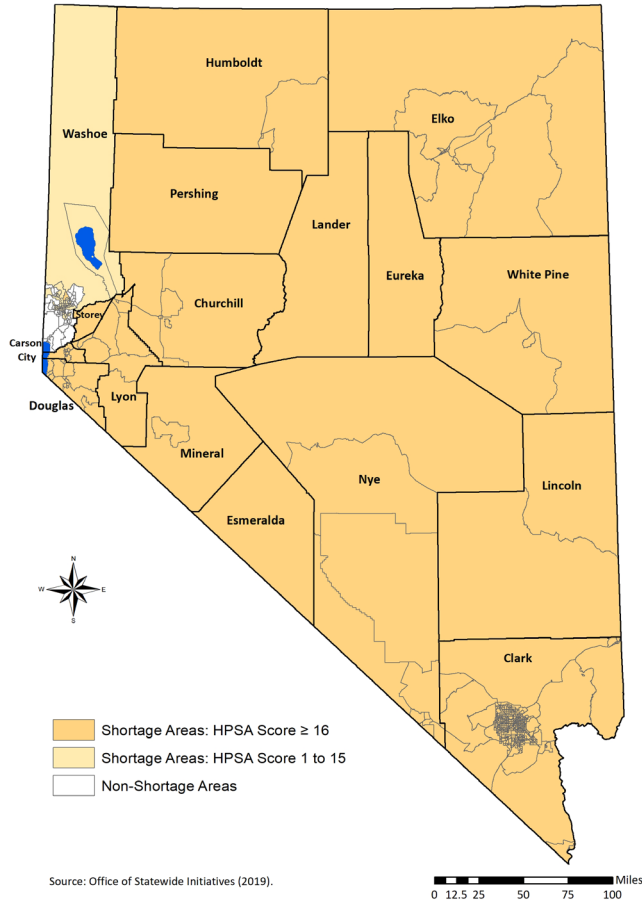 Humboldt
Elko
Washoe
Pershing
Lander
Eureka
White Pine
Churchill
Storey
Carson
City
Lyon
Douglas
Mineral
Nye
Lincoln
Esmeralda
N
W
E
S
Clark
Shortage Areas: HPSA Score ≥ 16
Shortage Areas: HPSA Score 1 to 15
Non-Shortage Areas
Source: Office of Statewide Initiatives (2019).
Miles
0 12.5 25 50 75 100